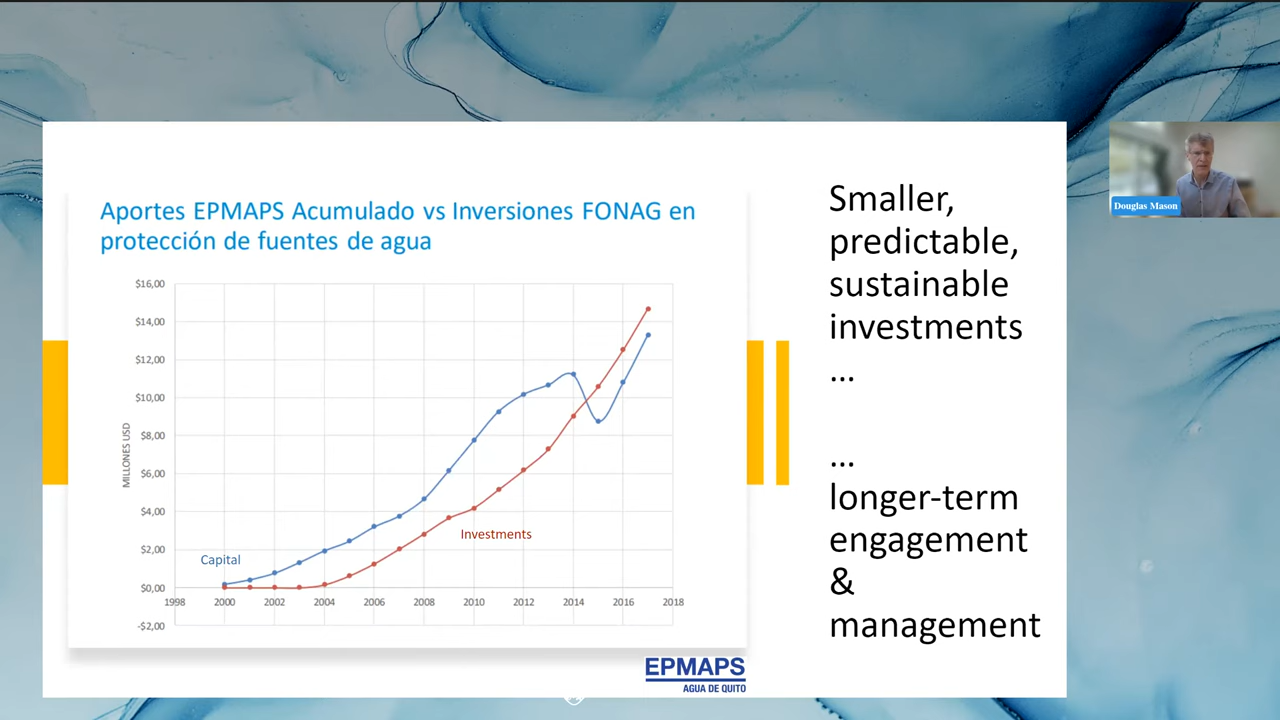 Aportes EPMAPS Acumulado vs Inversiones FONAG en
protección de fuentes de agua
$16,00
$14,00
$12,00
$10,00
$8,00
$6,00
$4,00
$2,00
$0,00
-$2,00
MILLONES USD
1998
2000
2002
2004
2006
2008
2010
2012
2014
2016
2018
Capital
Investments
EPMAPS
AGUA DE QUITO
Smaller,
predictable,
sustainable
investments
...
...
longer-term
engagement
&
management
Douglas Mason